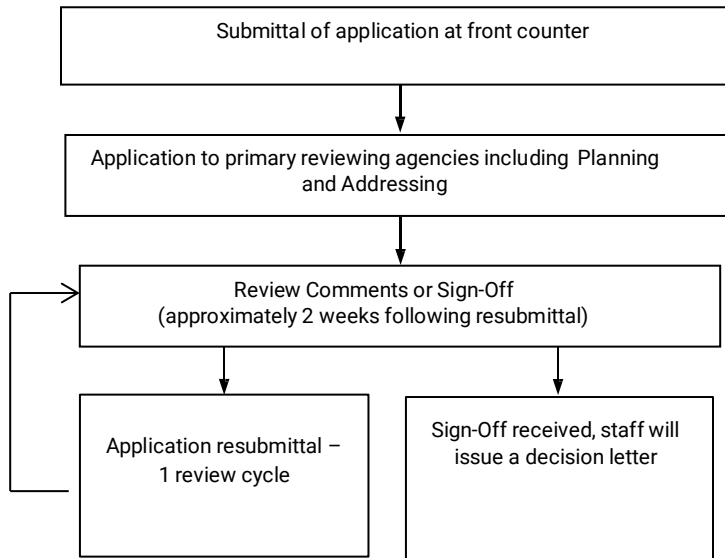 Submittal of application at front counter
Application to primary reviewing agencies including Planning
and Addressing
Review Comments or Sign-Off
(approximately 2 weeks following resubmittal)
Application resubmittal –
1 review cycle
Sign-Off received, staff will
issue a decision letter